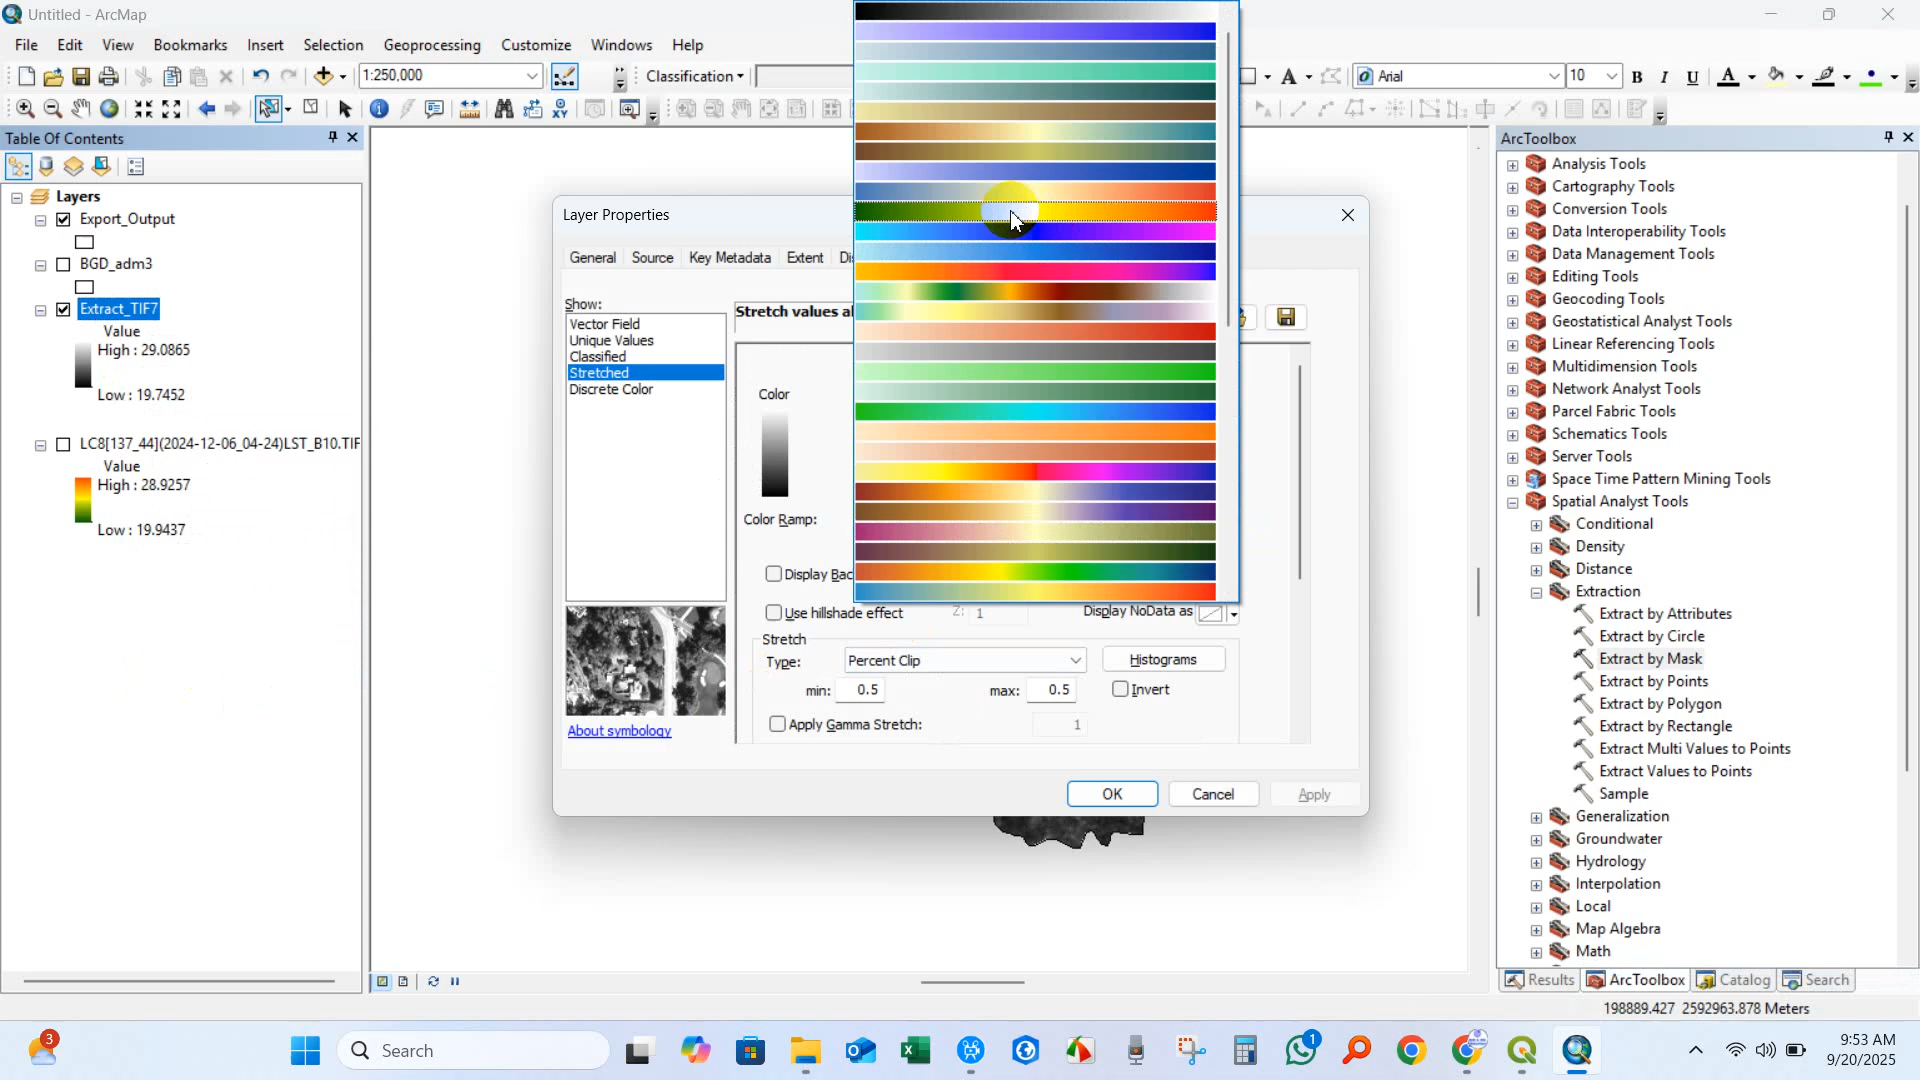 Untitled - ArcMap
File Edit View Bookmarks Insert Selection Geoprocessing Customize Windows Help
1:250,000 Classification Arial 10 B I U A
Table Of Contents
Layers
Export_Output
BGD_adm3
Extract_TIF7
Value
High : 29.0865
Low : 19.7452
LC8[137_44](2024-12-06_04-24)LST_B10.TIF
Value
High : 28.9257
Low : 19.9437
Layer Properties
General Source Key Metadata Extent Di
Show:
Vector Field
Unique Values
Classified
Stretched
Discrete Color
About symbology
Stretch values al
Color
Color Ramp:
Display Bac
Use hillshade effect Z: 1 Display NoData as
Stretch
Type: Percent Clip Histograms
min: 0.5 max: 0.5 Invert
Apply Gamma Stretch: 1
OK Cancel Apply
ArcToolbox
Analysis Tools
Cartography Tools
Conversion Tools
Data Interoperability Tools
Data Management Tools
Editing Tools
Geocoding Tools
Geostatistical Analyst Tools
Linear Referencing Tools
Multidimension Tools
Network Analyst Tools
Parcel Fabric Tools
Schematics Tools
Server Tools
Space Time Pattern Mining Tools
Spatial Analyst Tools
Conditional
Density
Distance
Extraction
Extract by Attributes
Extract by Circle
Extract by Mask
Extract by Points
Extract by Polygon
Extract by Rectangle
Extract Multi Values to Points
Extract Values to Points
Sample
Generalization
Groundwater
Hydrology
Interpolation
Local
Map Algebra
Math
Results ArcToolbox Catalog Search
198889.427 2592963.878 Meters
3 Search 1 9:53 AM
9/20/2025